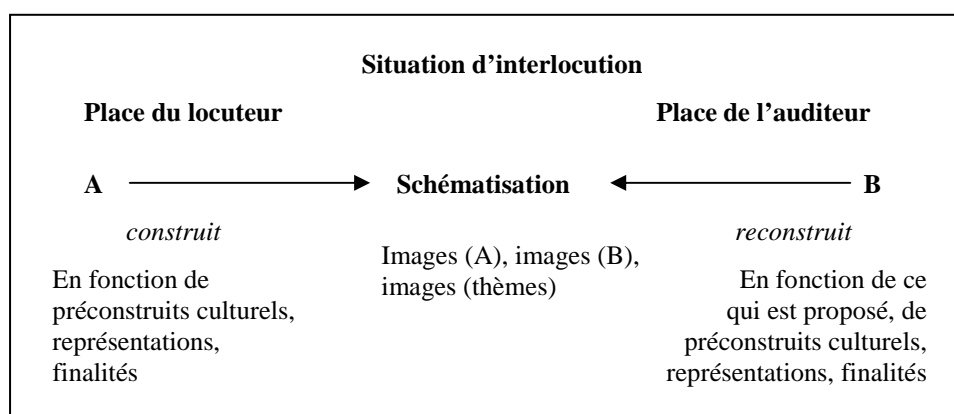 Situation d’interlocution
Place du locuteur
Place de l’auditeur
A
Schématisation
B
construit
reconstruit
Images (A), images (B),
images (thèmes)
En fonction de
préconstruits culturels,
représentations,
finalités
En fonction de ce
qui est proposé, de
préconstruits culturels,
représentations, finalités